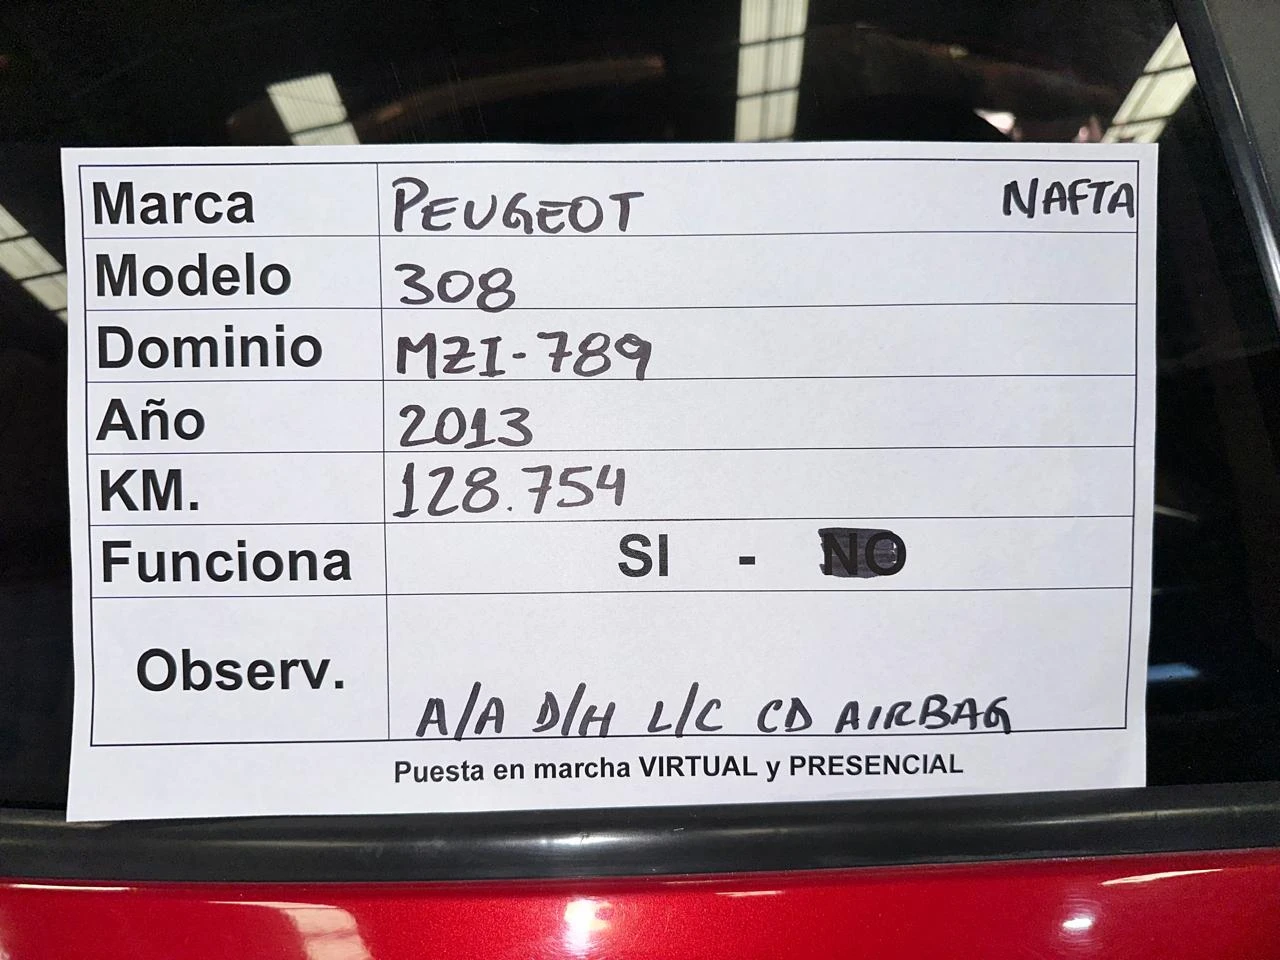 Marca PEUGEOT NAFTA
Modelo 308
Dominio MZI-789
Año 2013
KM. 128.754
Funciona SI - NO
Observ. A/A D/H L/C CD AIRBAG
Puesta en marcha VIRTUAL y PRESENCIAL